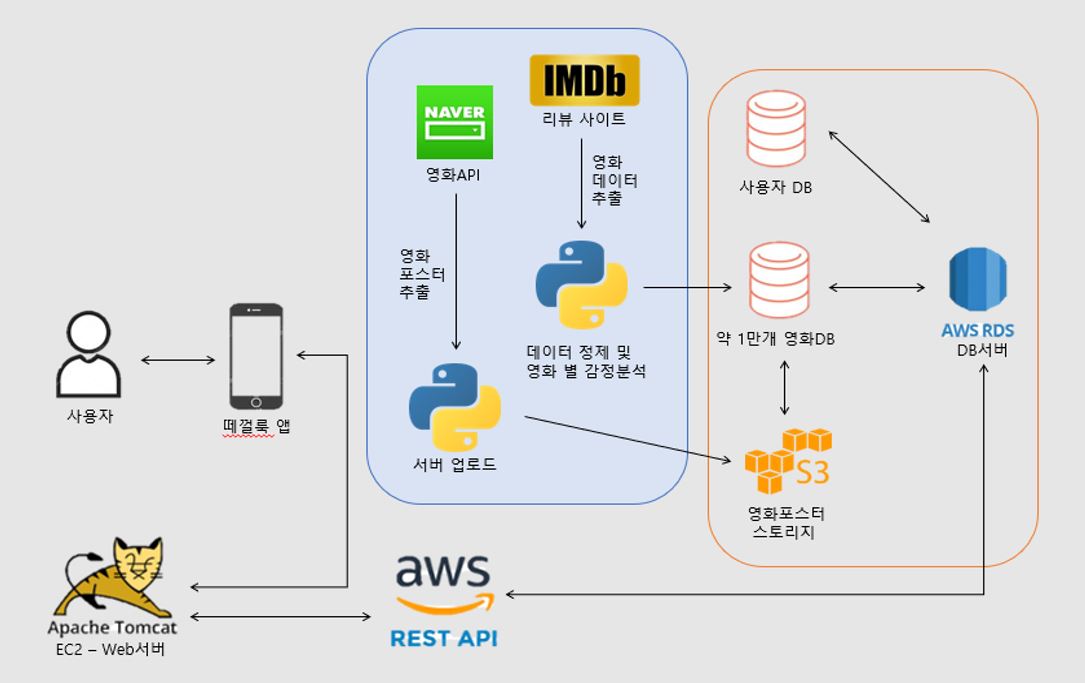 NAVER
영화API
IMDb
리뷰 사이트
영화
데이터
추출
영화
포스터
추출
데이터 정제 및
영화 별 감정분석
서버 업로드
사용자 DB
약 1만개 영화DB
AWS RDS
DB서버
S3
영화포스터
스토리지
사용자
떼껄룩 앱
Apache Tomcat
EC2 – Web서버
aws
REST API